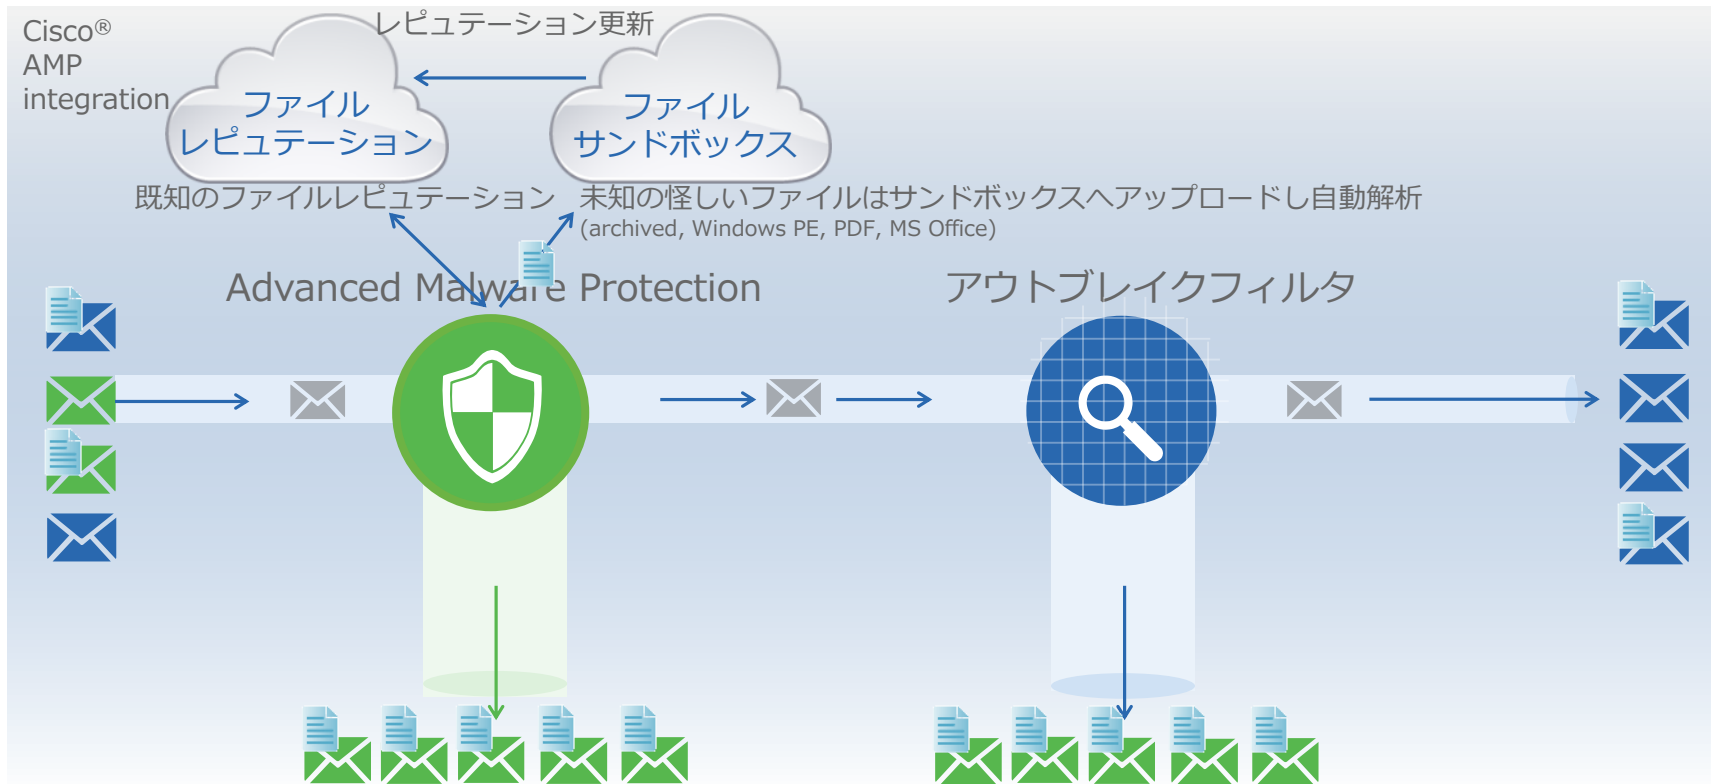 Cisco®
AMP
integration
レピュテーション更新
ファイル
レピュテーション
ファイル
サンドボックス
既知のファイルレピュテーション
未知の怪しいファイルはサンドボックスへアップロードし自動解析
(archived, Windows PE, PDF, MS Office)
Advanced Malware Protection
アウトブレイクフィルタ